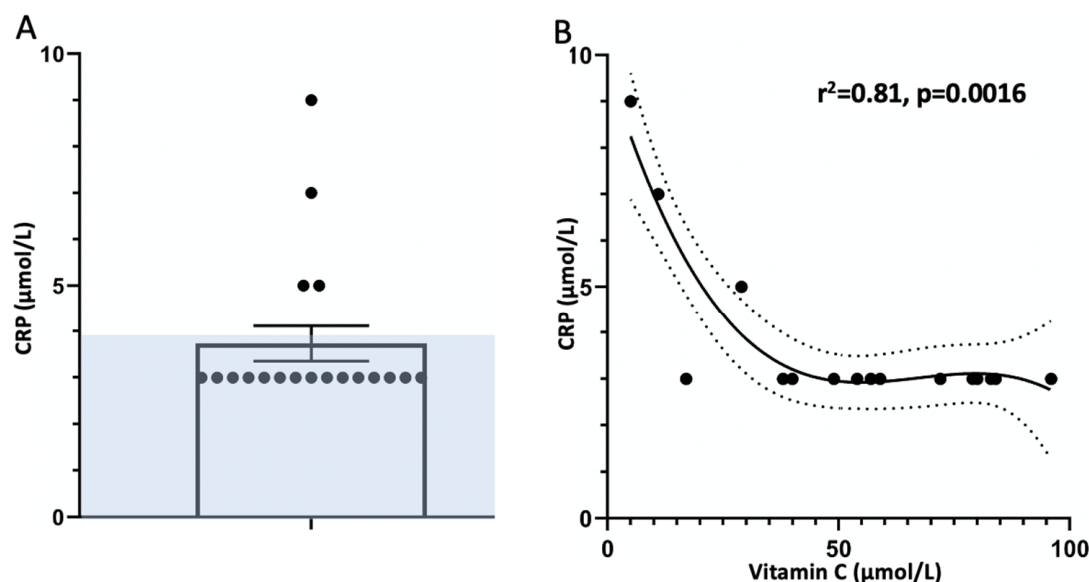 A
10
5
0
CRP (μmol/L)
B
r²=0.81, p=0.0016
10
5
0
CRP (μmol/L)
0
50
100
Vitamin C (μmol/L)